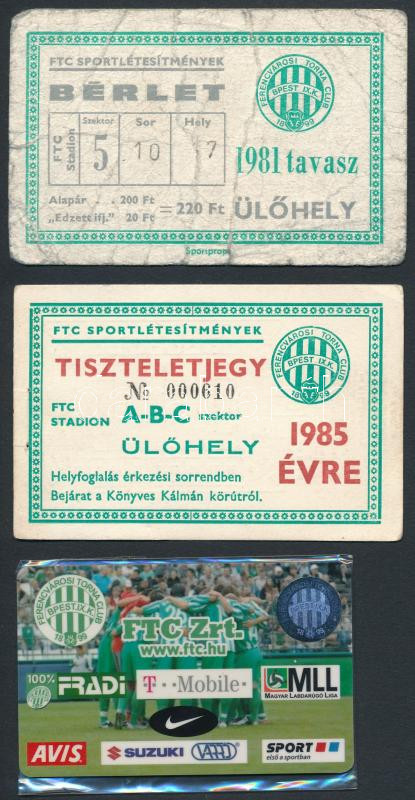 FTC SPORTLÉTESÍTMÉNYEK
BÉRLET
FTC Stadion
Szektor Sor Hely
5 10 7
Alapár . . 200 Ft
„Edzett ifj." 20 Ft
= 220 Ft
FERENCVÁROSI TORNA CLUB
BPEST. IX.K.
18 99
1981 tavasz
ÜLŐHELY
Sportprop
FTC SPORTLÉTESÍTMÉNYEK
TISZTELETJEGY
№ 000610
FTC STADION
A-B-C szektor
ÜLŐHELY
Helyfoglalás érkezési sorrendben
Bejárat a Könyves Kálmán körútról.
FERENCVÁROSI TORNA CLUB
BPEST. IX.K.
18 99
1985
ÉVRE
FERENCVÁROSI TORNA CLUB
BPEST.IX.K.
18 99
FTC Zrt.
www.ftc.hu
100%
FRADI
T··Mobile·
MLL
MAGYAR LABDARÚGÓ LIGA
AVIS
SUZUKI
SPORT
első a sportban